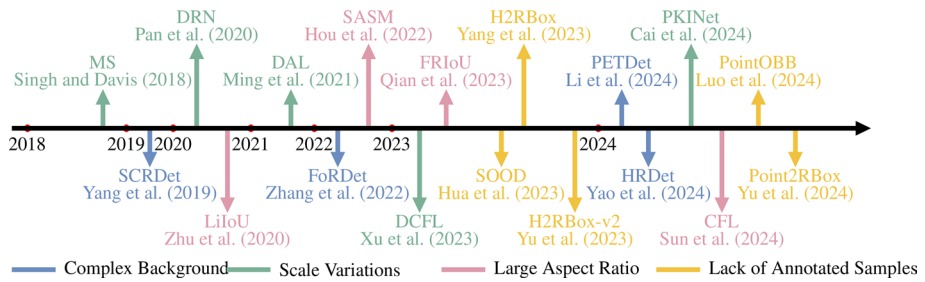 DRN
Pan et al. (2020)
SASM
Hou et al. (2022)
H2RBox
Yang et al. (2023)
PKINet
Cai et al. (2024)
MS
Singh and Davis (2018)
DAL
Ming et al. (2021)
FRIoU
Qian et al. (2023)
PETDet
Li et al. (2024)
PointOBB
Luo et al. (2024)
2018
2019
2020
2021
2022
2023
2024
SCRDet
Yang et al. (2019)
FoRDet
Zhang et al. (2022)
SOOD
Hua et al. (2023)
HRDet
Yao et al. (2024)
Point2RBox
Yu et al. (2024)
LiIoU
Zhu et al. (2020)
DCFL
Xu et al. (2023)
H2RBox-v2
Yu et al. (2023)
CFL
Sun et al. (2024)
Complex Background
Scale Variations
Large Aspect Ratio
Lack of Annotated Samples